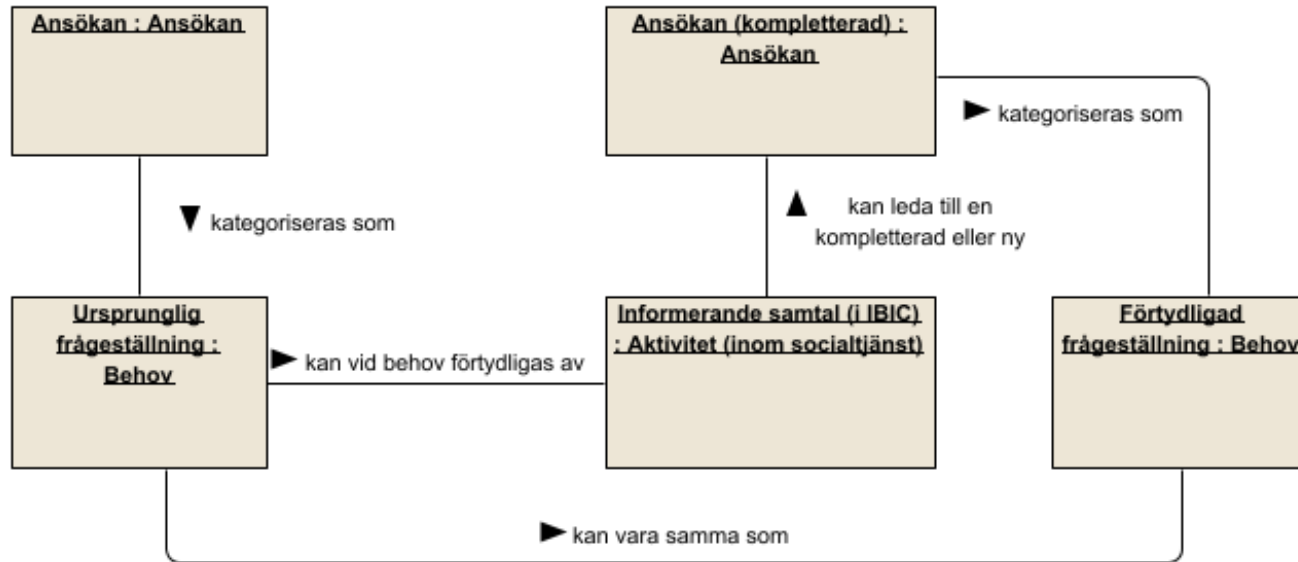 Ansökan : Ansökan
Ansökan (kompletterad) :
Ansökan
kategoriseras som
kategoriseras som
kan leda till en
kompletterad eller ny
Ursprunglig
frågeställning :
Behov
kan vid behov förtydligas av
Informerande samtal (i IBIC)
: Aktivitet (inom socialtjänst)
Förtydligad
frågeställning : Behov
kan vara samma som